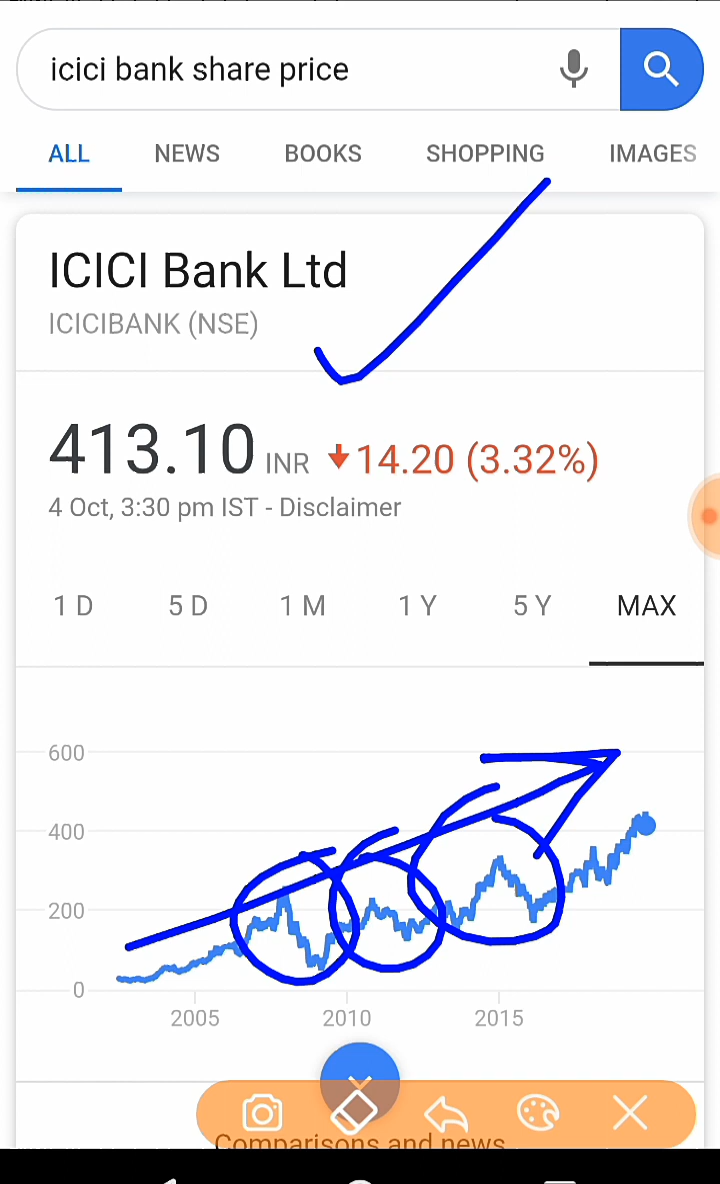 icici bank share price
ALL NEWS BOOKS SHOPPING IMAGES
ICICI Bank Ltd
ICICIBANK (NSE)
413.10 INR 14.20 (3.32%)
4 Oct, 3:30 pm IST - Disclaimer
1 D 5 D 1 M 1 Y 5 Y MAX
600
400
200
0
2005 2010 2015
Comparisons and news